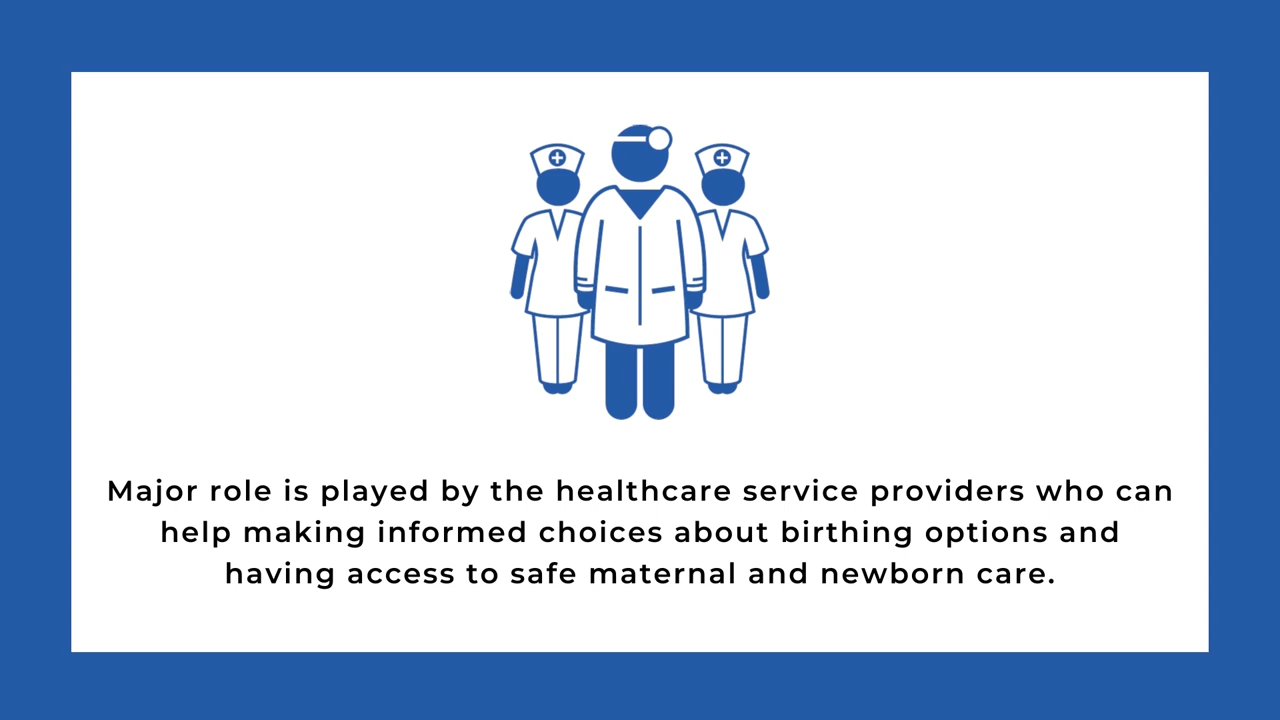 Major role is played by the healthcare service providers who can
help making informed choices about birthing options and
having access to safe maternal and newborn care.